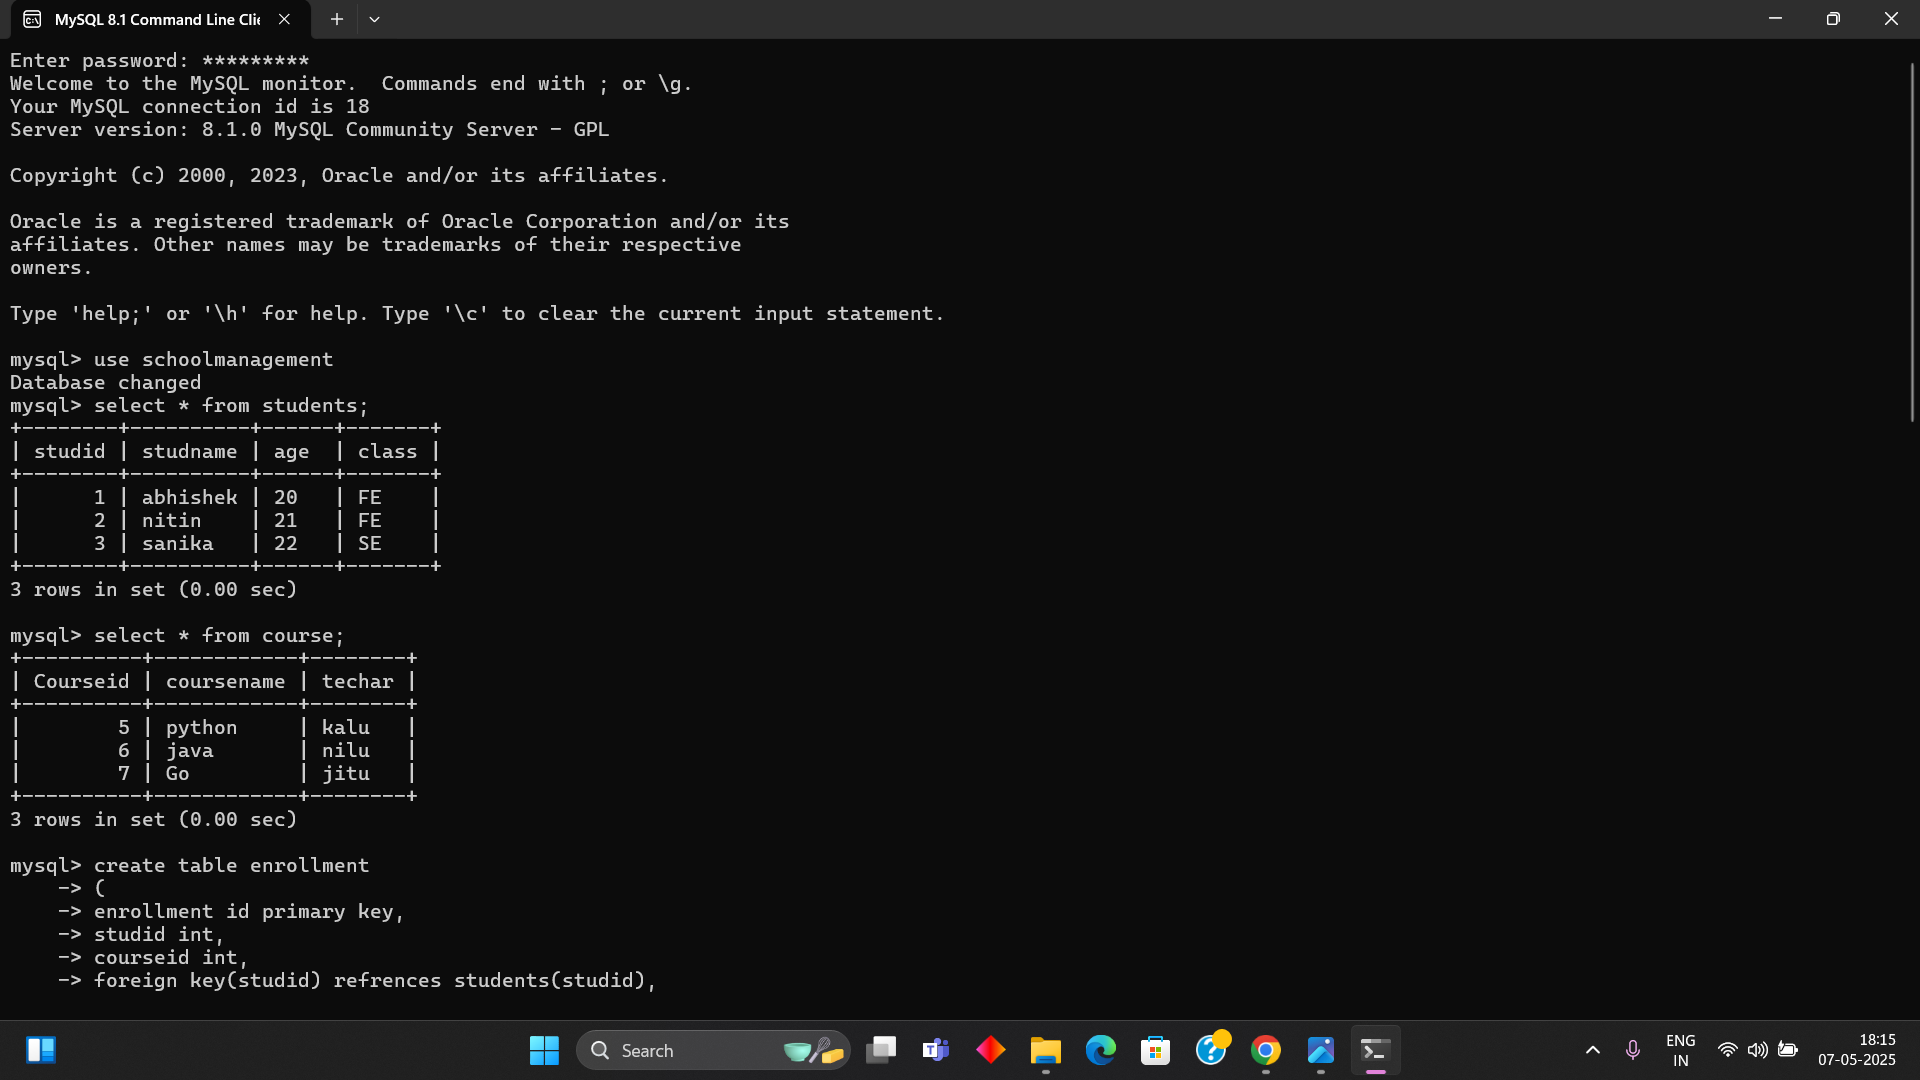 MySQL 8.1 Command Line Clie
Enter password: *********
Welcome to the MySQL monitor.  Commands end with ; or \g.
Your MySQL connection id is 18
Server version: 8.1.0 MySQL Community Server - GPL

Copyright (c) 2000, 2023, Oracle and/or its affiliates.

Oracle is a registered trademark of Oracle Corporation and/or its
affiliates. Other names may be trademarks of their respective
owners.

Type 'help;' or '\h' for help. Type '\c' to clear the current input statement.

mysql> use schoolmanagement
Database changed
mysql> select * from students;
+--------+----------+------+-------+
| studid | studname | age  | class |
+--------+----------+------+-------+
|      1 | abhishek | 20   | FE    |
|      2 | nitin    | 21   | FE    |
|      3 | sanika   | 22   | SE    |
+--------+----------+------+-------+
3 rows in set (0.00 sec)

mysql> select * from course;
+----------+------------+--------+
| Courseid | coursename | techar |
+----------+------------+--------+
|        5 | python     | kalu   |
|        6 | java       | nilu   |
|        7 | Go         | jitu   |
+----------+------------+--------+
3 rows in set (0.00 sec)

mysql> create table enrollment
    -> (
    -> enrollment id primary key,
    -> studid int,
    -> courseid int,
    -> foreign key(studid) refrences students(studid),
Search
ENG
IN
18:15
07-05-2025